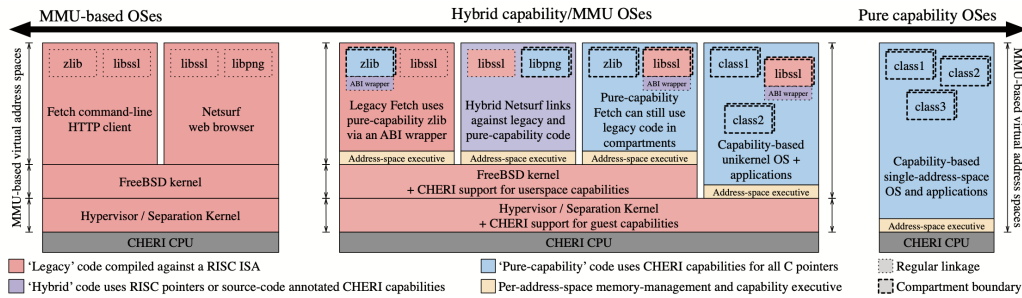 MMU-based OSes
Hybrid capability/MMU OSes
Pure capability OSes
MMU-based virtual address spaces
zlib
libssl
Fetch command-line
HTTP client
libssl
libpng
Netsurf
web browser
FreeBSD kernel
Hypervisor / Separation Kernel
CHERI CPU
zlib
libssl
ABI wrapper
Legacy Fetch uses
pure-capability zlib
via an ABI wrapper
Address-space executive
libssl
libpng
Hybrid Netsurf links
against legacy and
pure-capability code
Address-space executive
zlib
libssl
ABI wrapper
Pure-capability
Fetch can still use
legacy code in
compartments
Address-space executive
class1
libssl
ABI wrapper
class2
Capability-based
unikernel OS +
applications
Address-space executive
FreeBSD kernel
+ CHERI support for userspace capabilities
Hypervisor / Separation Kernel
+ CHERI support for guest capabilities
CHERI CPU
class1
class2
class3
Capability-based
single-address-space
OS and applications
Address-space executive
CHERI CPU
MMU-based virtual address spaces
'Legacy' code compiled against a RISC ISA
'Pure-capability' code uses CHERI capabilities for all C pointers
Regular linkage
'Hybrid' code uses RISC pointers or source-code annotated CHERI capabilities
Per-address-space memory-management and capability executive
Compartment boundary